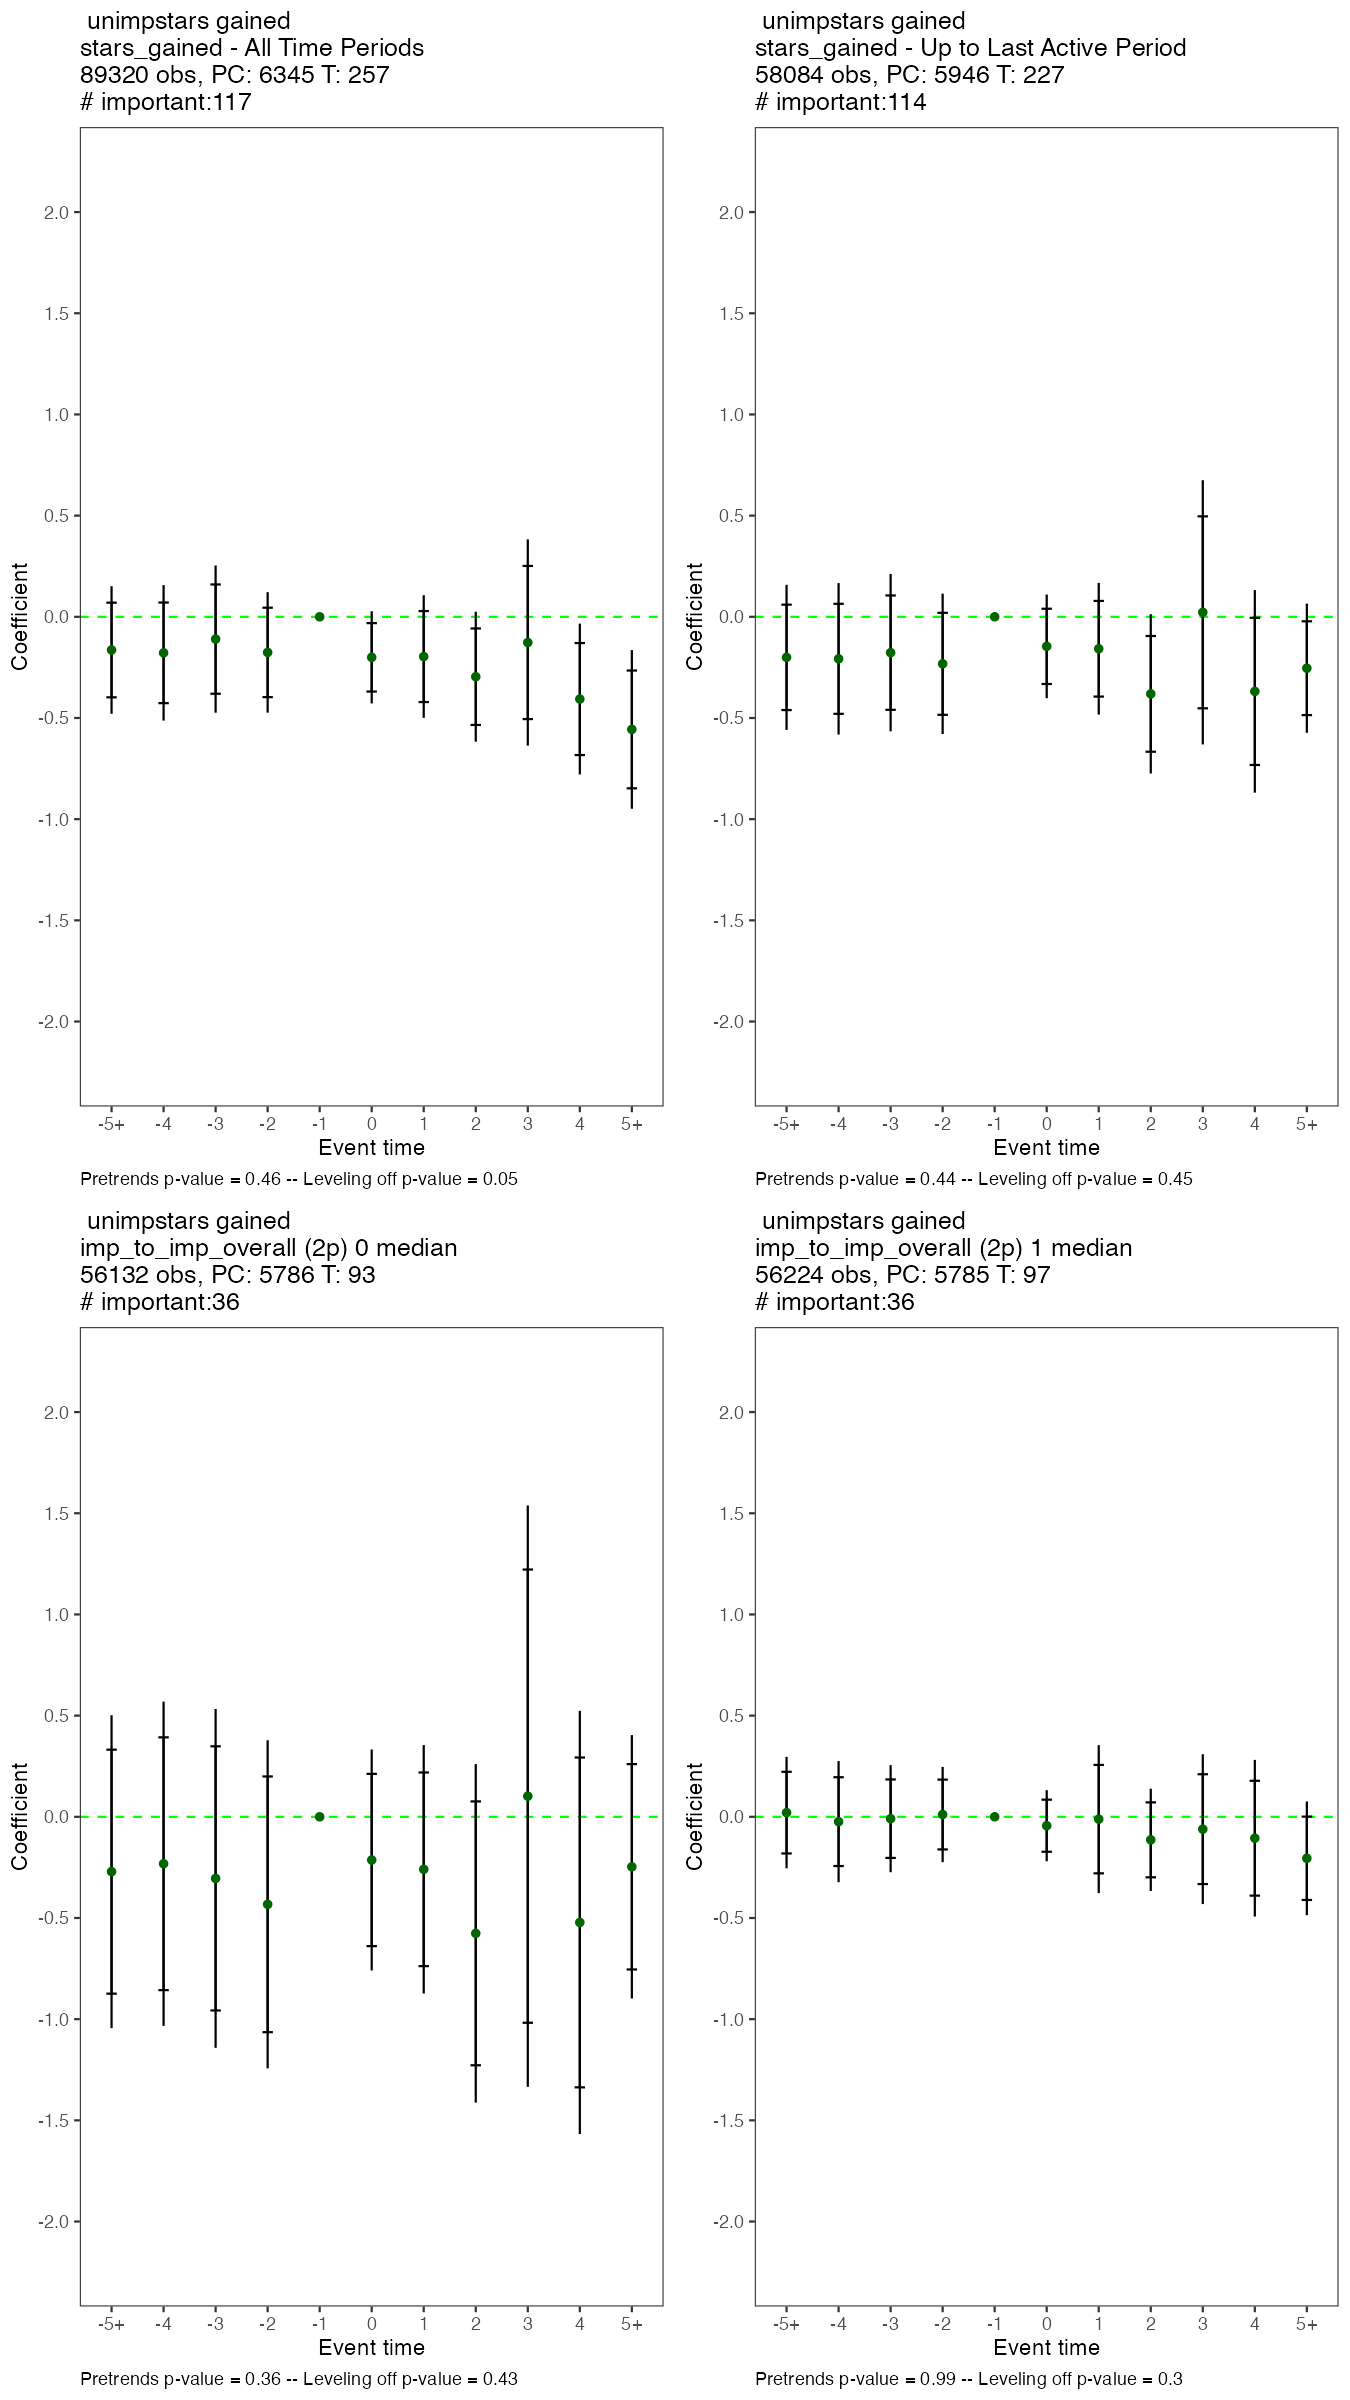 unimpstars gained
stars_gained - All Time Periods
89320 obs, PC: 6345 T: 257
# important:117
2.0
1.5
1.0
0.5
0.0
-0.5
-1.0
-1.5
-2.0
Coefficient
-5+ -4 -3 -2 -1 0 1 2 3 4 5+
Event time
Pretrends p-value = 0.46 -- Leveling off p-value = 0.05
unimpstars gained
stars_gained - Up to Last Active Period
58084 obs, PC: 5946 T: 227
# important:114
2.0
1.5
1.0
0.5
0.0
-0.5
-1.0
-1.5
-2.0
Coefficient
-5+ -4 -3 -2 -1 0 1 2 3 4 5+
Event time
Pretrends p-value = 0.44 -- Leveling off p-value = 0.45
unimpstars gained
imp_to_imp_overall (2p) 0 median
56132 obs, PC: 5786 T: 93
# important:36
2.0
1.5
1.0
0.5
0.0
-0.5
-1.0
-1.5
-2.0
Coefficient
-5+ -4 -3 -2 -1 0 1 2 3 4 5+
Event time
Pretrends p-value = 0.36 -- Leveling off p-value = 0.43
unimpstars gained
imp_to_imp_overall (2p) 1 median
56224 obs, PC: 5785 T: 97
# important:36
2.0
1.5
1.0
0.5
0.0
-0.5
-1.0
-1.5
-2.0
Coefficient
-5+ -4 -3 -2 -1 0 1 2 3 4 5+
Event time
Pretrends p-value = 0.99 -- Leveling off p-value = 0.3